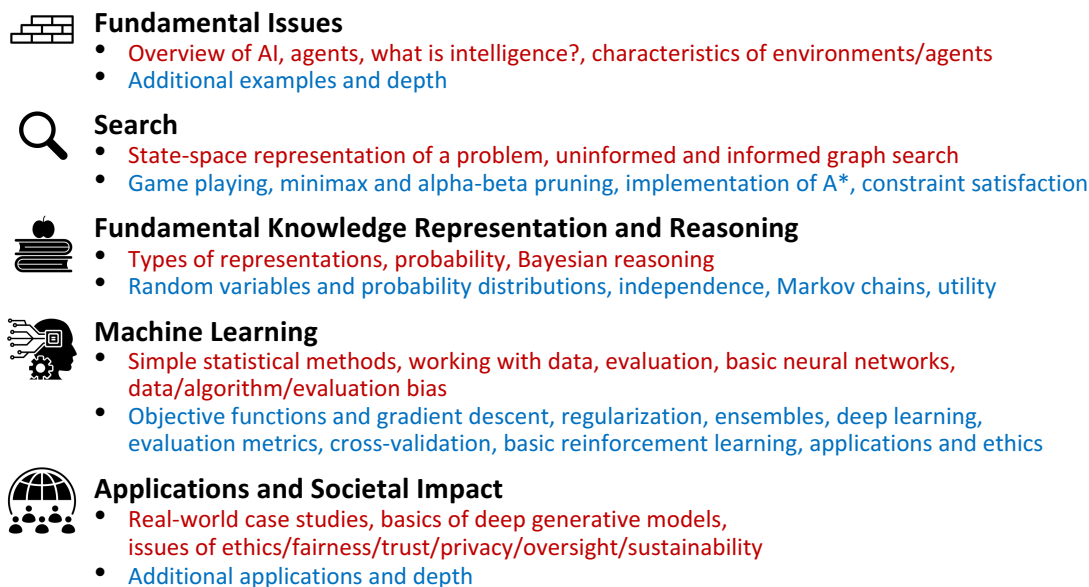 Fundamental Issues
• Overview of AI, agents, what is intelligence?, characteristics of environments/agents
• Additional examples and depth
Search
• State-space representation of a problem, uninformed and informed graph search
• Game playing, minimax and alpha-beta pruning, implementation of A*, constraint satisfaction
Fundamental Knowledge Representation and Reasoning
• Types of representations, probability, Bayesian reasoning
• Random variables and probability distributions, independence, Markov chains, utility
Machine Learning
• Simple statistical methods, working with data, evaluation, basic neural networks,
data/algorithm/evaluation bias
• Objective functions and gradient descent, regularization, ensembles, deep learning,
evaluation metrics, cross-validation, basic reinforcement learning, applications and ethics
Applications and Societal Impact
• Real-world case studies, basics of deep generative models,
issues of ethics/fairness/trust/privacy/oversight/sustainability
• Additional applications and depth